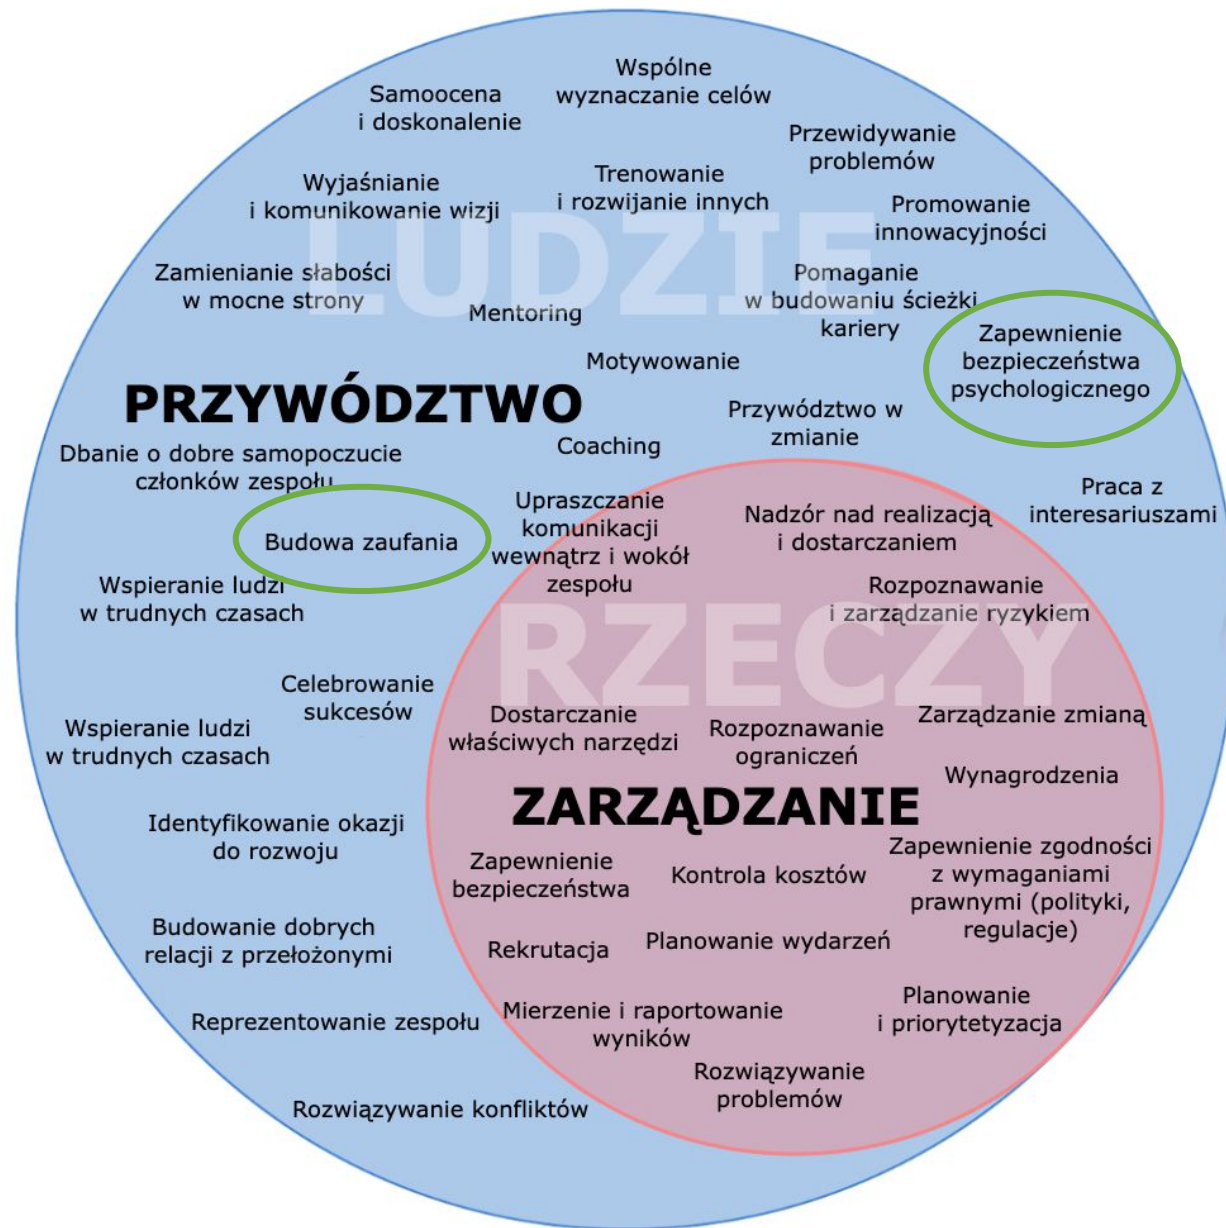 Wspólne
wyznaczanie celów
Samoocena
i doskonalenie
Przewidywanie
problemów
Wyjaśnianie
i komunikowanie wizji
Trenowanie
i rozwijanie innych
Promowanie
innowacyjności
LUDZIE
Zamienianie słabości
w mocne strony
Mentoring
Pomaganie
w budowaniu ścieżki
kariery
Zapewnienie
bezpieczeństwa
psychologicznego
Motywowanie
PRZYWÓDZTWO
Przywództwo w
zmianie
Dbanie o dobre samopoczucie
członków zespołu
Coaching
Budowa zaufania
Upraszczanie
komunikacji
wewnątrz i wokół
zespołu
Nadzór nad realizacją
i dostarczaniem
Praca z
interesariuszami
Wspieranie ludzi
w trudnych czasach
Rozpoznawanie
i zarządzanie ryzykiem
RZECZY
Celebrowanie
sukcesów
Wspieranie ludzi
w trudnych czasach
Dostarczanie
właściwych narzędzi
Rozpoznawanie
ograniczeń
Zarządzanie zmianą
Wynagrodzenia
ZARZĄDZANIE
Identyfikowanie okazji
do rozwoju
Zapewnienie
bezpieczeństwa
Kontrola kosztów
Zapewnienie zgodności
z wymaganiami
prawnymi (polityki,
regulacje)
Budowanie dobrych
relacji z przełożonymi
Rekrutacja
Planowanie wydarzeń
Reprezentowanie zespołu
Mierzenie i raportowanie
wyników
Planowanie
i priorytetyzacja
Rozwiązywanie
problemów
Rozwiązywanie konfliktów